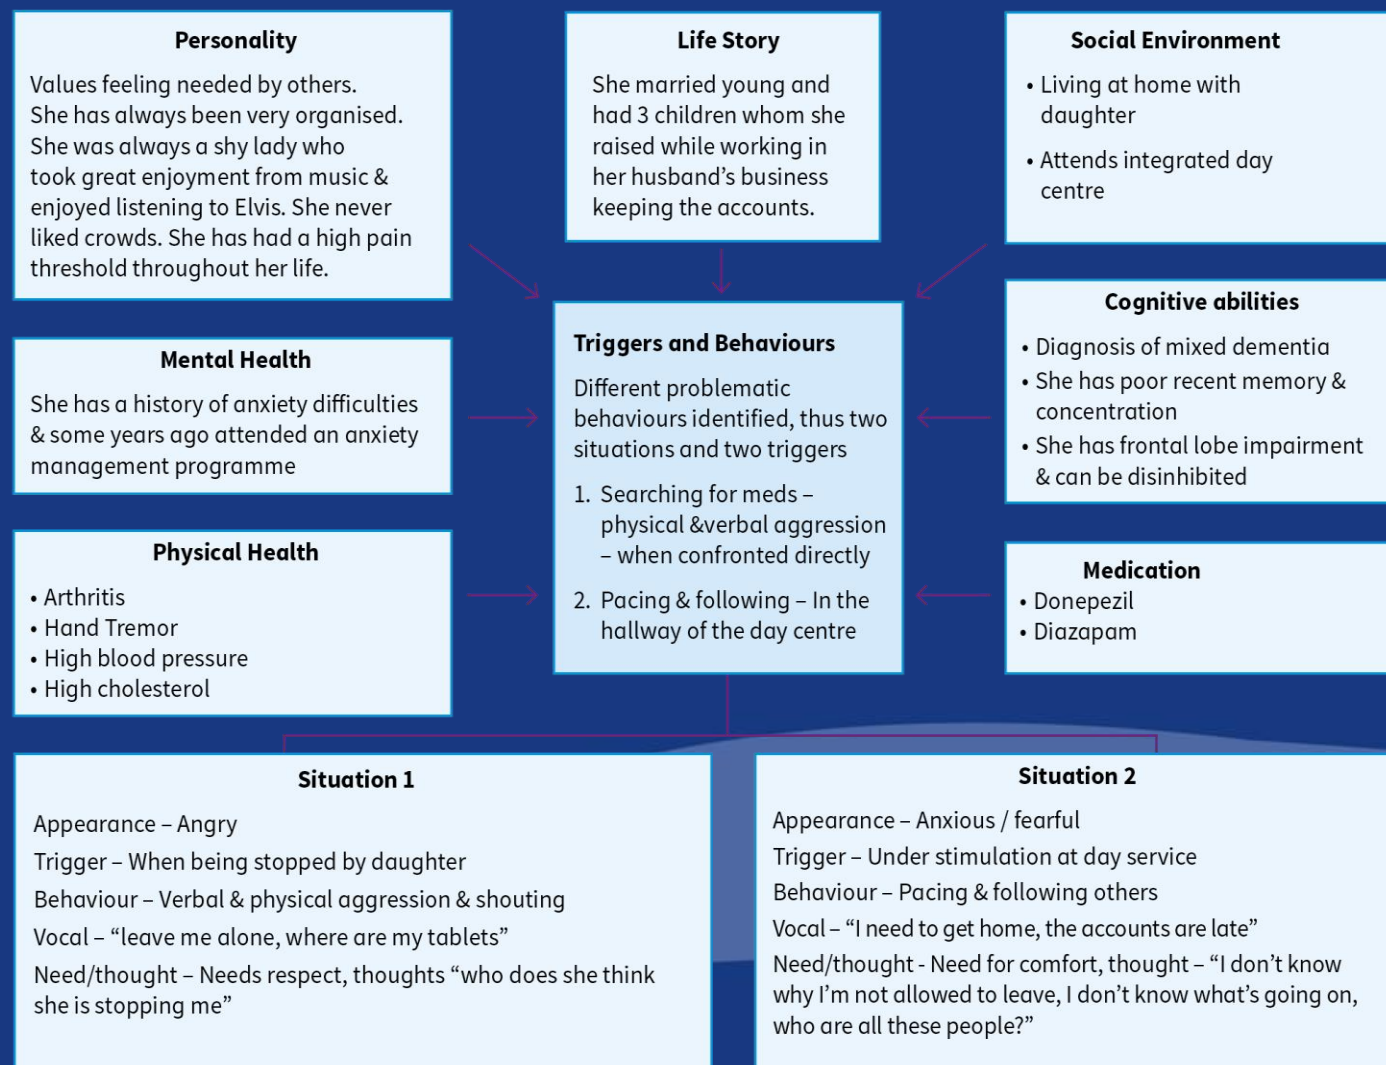 Personality
Values feeling needed by others.
She has always been very organised.
She was always a shy lady who
took great enjoyment from music &
enjoyed listening to Elvis. She never
liked crowds. She has had a high pain
threshold throughout her life.
Life Story
She married young and
had 3 children whom she
raised while working in
her husband’s business
keeping the accounts.
Social Environment
• Living at home with
daughter
• Attends integrated day
centre
Mental Health
She has a history of anxiety difficulties
& some years ago attended an anxiety
management programme
Triggers and Behaviours
Different problematic
behaviours identified, thus two
situations and two triggers
1. Searching for meds –
physical &verbal aggression
– when confronted directly
2. Pacing & following – In the
hallway of the day centre
Cognitive abilities
• Diagnosis of mixed dementia
• She has poor recent memory &
concentration
• She has frontal lobe impairment
& can be disinhibited
Physical Health
• Arthritis
• Hand Tremor
• High blood pressure
• High cholesterol
Medication
• Donepezil
• Diazapam
Situation 1
Appearance – Angry
Trigger – When being stopped by daughter
Behaviour – Verbal & physical aggression & shouting
Vocal – “leave me alone, where are my tablets”
Need/thought – Needs respect, thoughts “who does she think
she is stopping me”
Situation 2
Appearance – Anxious / fearful
Trigger – Under stimulation at day service
Behaviour – Pacing & following others
Vocal – “I need to get home, the accounts are late”
Need/thought - Need for comfort, thought – “I don’t know
why I’m not allowed to leave, I don’t know what’s going on,
who are all these people?”